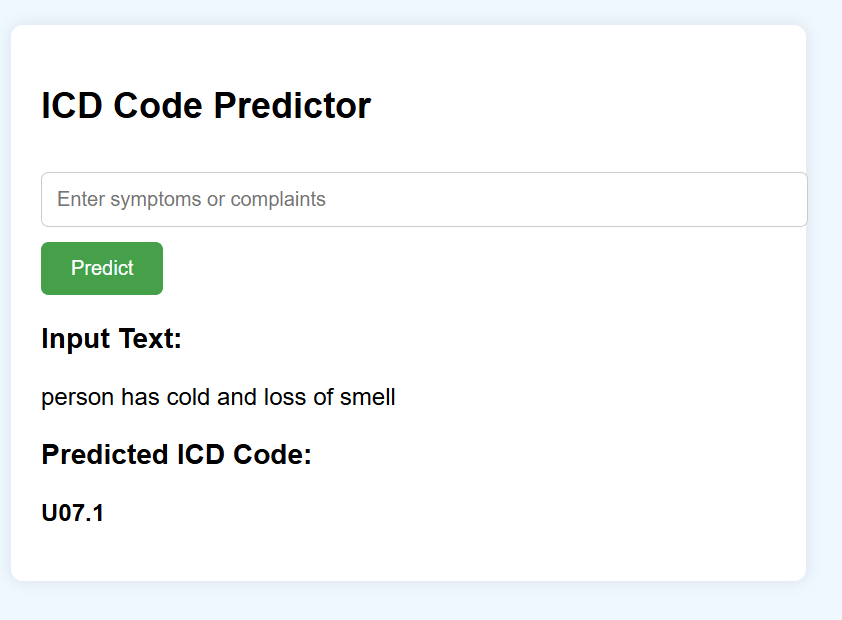 ICD Code Predictor
Enter symptoms or complaints
Predict
Input Text:
person has cold and loss of smell
Predicted ICD Code:
U07.1